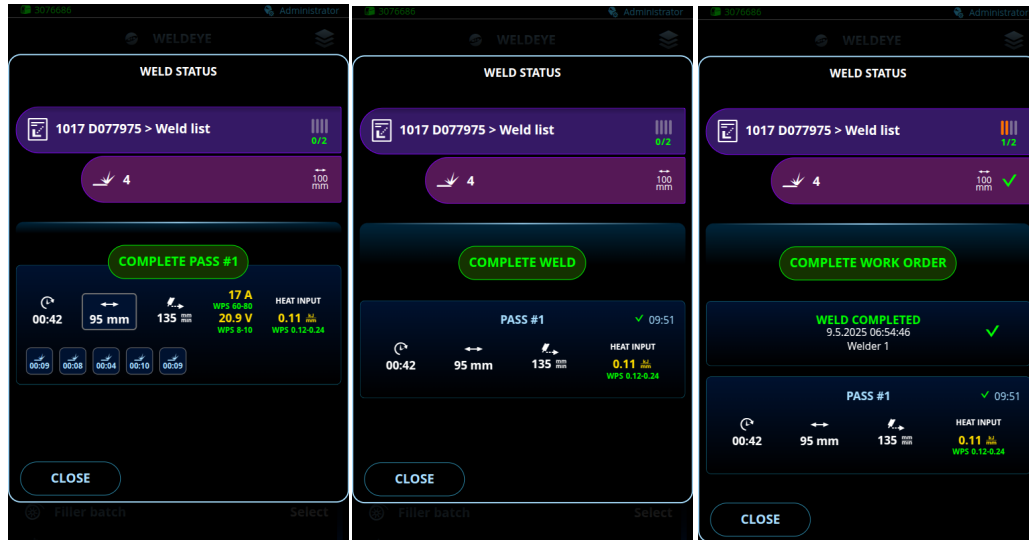 3076686
Administrator
WELDEYE
WELD STATUS
1017 D077975 > Weld list
0/2
4
100
mm
COMPLETE PASS #1
00:42
95 mm
135 mm
min
17 A
WPS 60-80
20.9 V
WPS 8-10
HEAT INPUT
0.11 kJ
mm
WPS 0.12-0.24
00:09
00:08
00:04
00:10
00:09
CLOSE
Filler batch
Select
3076686
Administrator
WELDEYE
WELD STATUS
1017 D077975 > Weld list
0/2
4
100
mm
COMPLETE WELD
PASS #1
09:51
00:42
95 mm
135 mm
min
HEAT INPUT
0.11 kJ
mm
WPS 0.12-0.24
CLOSE
Filler batch
Select
3076686
Administrator
WELDEYE
WELD STATUS
1017 D077975 > Weld list
1/2
4
100
mm
COMPLETE WORK ORDER
WELD COMPLETED
9.5.2025 06:54:46
Welder 1
PASS #1
09:51
00:42
95 mm
135 mm
min
HEAT INPUT
0.11 kJ
mm
WPS 0.12-0.24
CLOSE